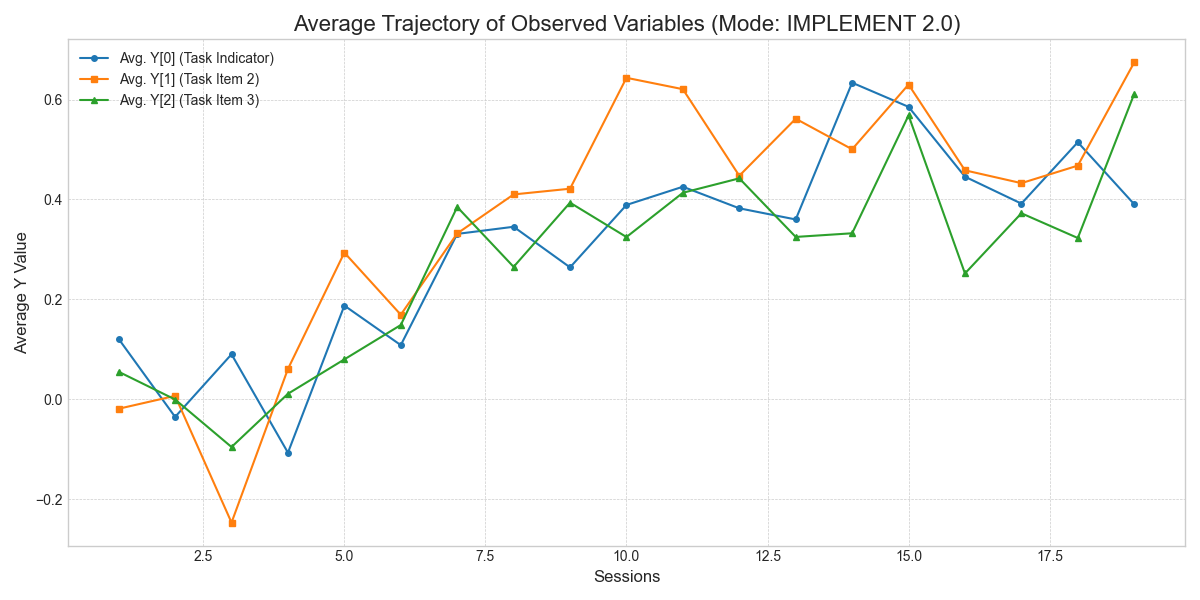 Average Trajectory of Observed Variables (Mode: IMPLEMENT 2.0)
Avg. Y[0] (Task Indicator)
Avg. Y[1] (Task Item 2)
Avg. Y[2] (Task Item 3)
Average Y Value
0.6
0.4
0.2
0.0
−0.2
2.5 5.0 7.5 10.0 12.5 15.0 17.5
Sessions